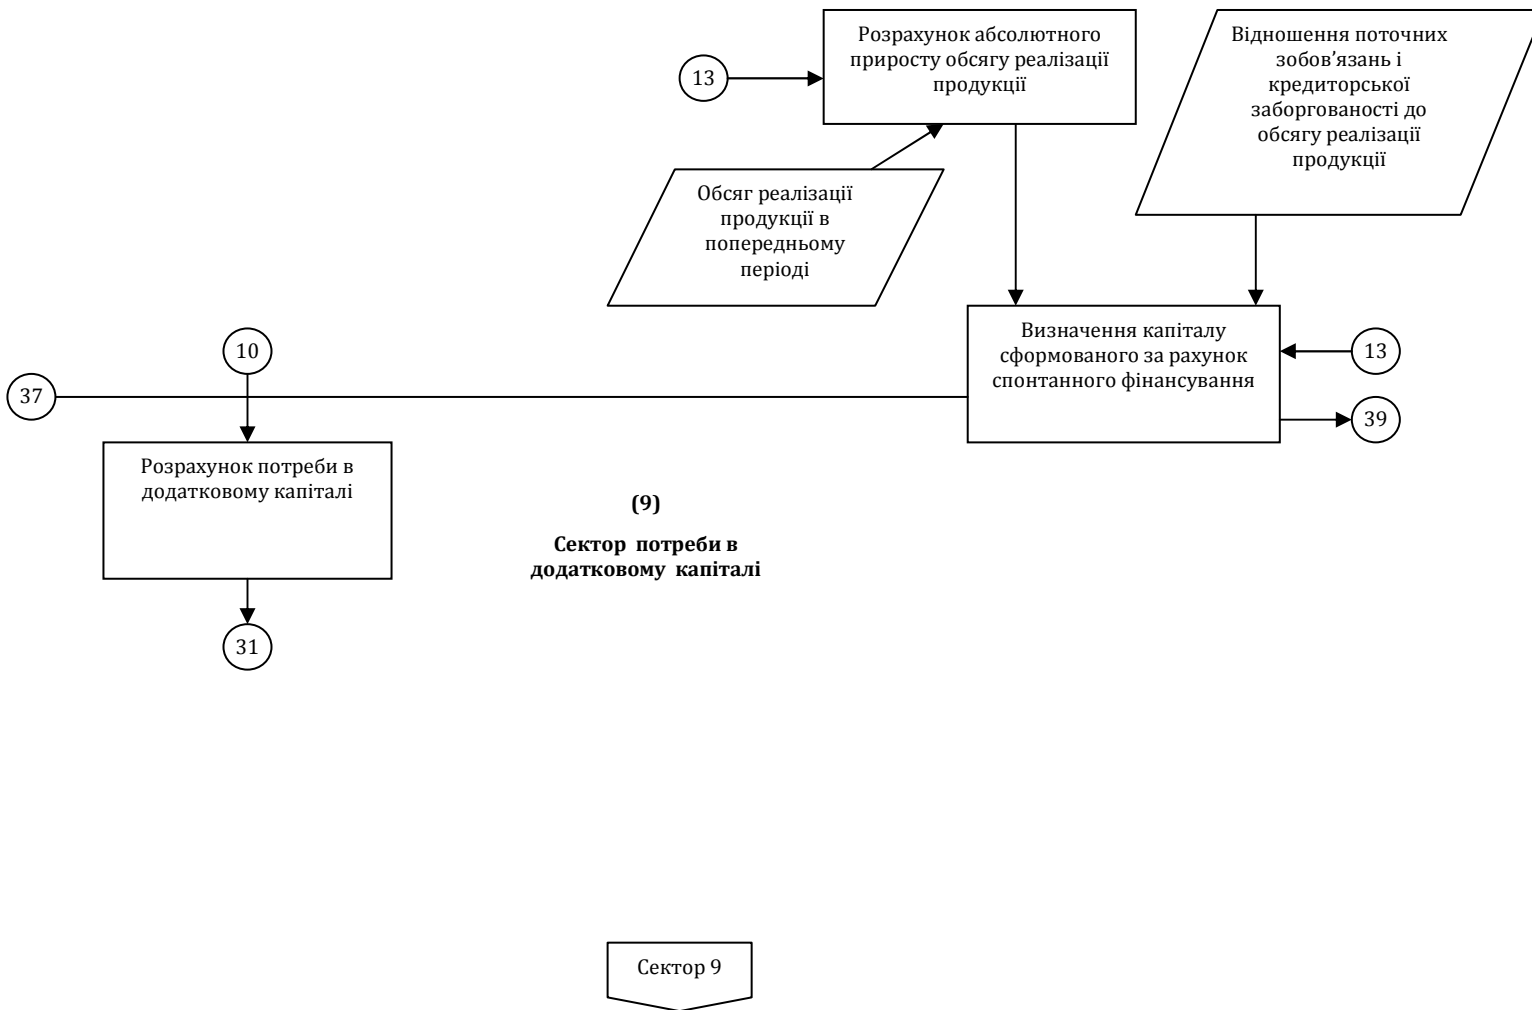 Розрахунок абсолютного
приросту обсягу реалізації
продукції
13
Відношення поточних
зобов’язань і
кредиторської
заборгованості до
обсягу реалізації
продукції
Обсяг реалізації
продукції в
попередньому
періоді
Визначення капіталу
сформованого за рахунок
спонтанного фінансування
13
39
10
37
Розрахунок потреби в
додатковому капіталі
31
(9)
Сектор потреби в
додатковому капіталі
Сектор 9